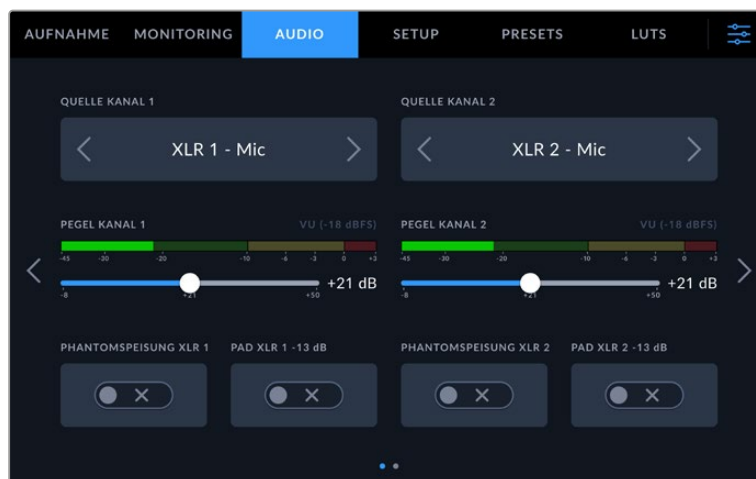 AUFNAHME MONITORING AUDIO SETUP PRESETS LUTS
QUELLE KANAL 1 QUELLE KANAL 2
XLR 1 - Mic XLR 2 - Mic
PEGEL KANAL 1 VU (-18 dBFS) PEGEL KANAL 2 VU (-18 dBFS)
-45 -30 -20 -10 -6 -3 0 +3 -45 -30 -20 -10 -6 -3 0 +3
+21 dB +21 dB
-8 +21 +50 -8 +21 +50
PHANTOMSPEISUNG XLR 1 PAD XLR 1 -13 dB PHANTOMSPEISUNG XLR 2 PAD XLR 2 -13 dB